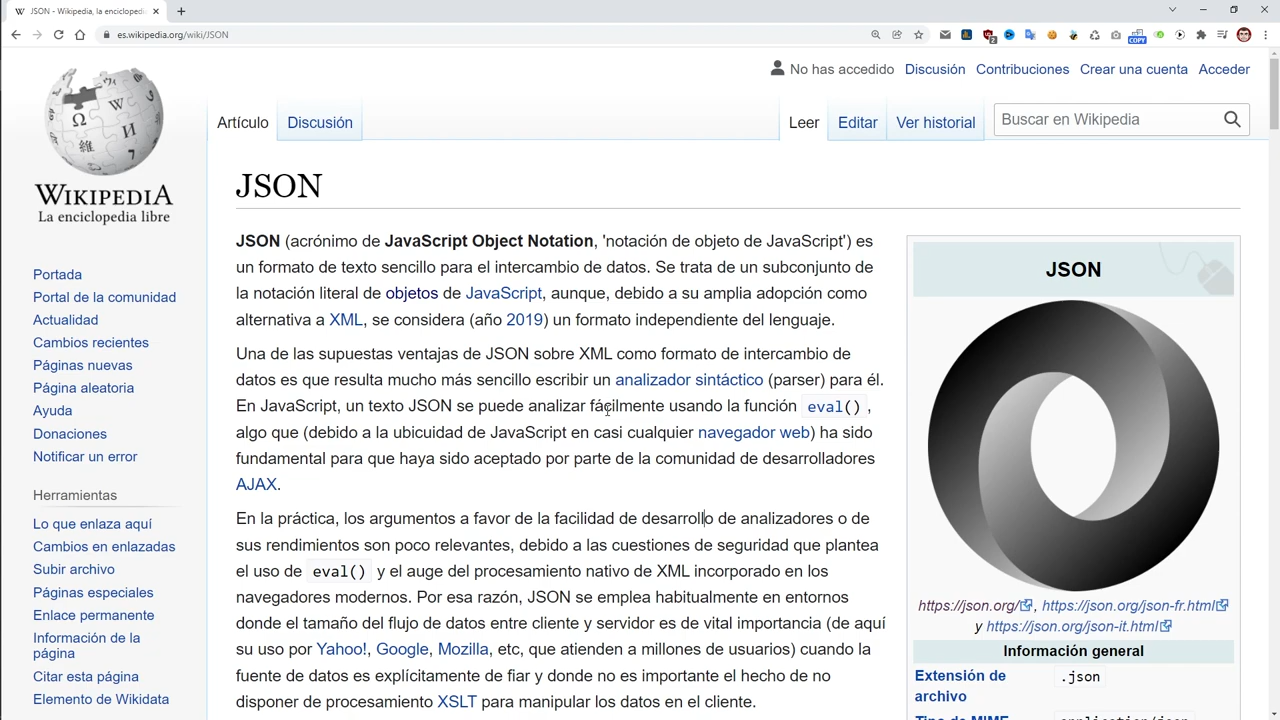 JSON - Wikipedia, la enciclopedi
es.wikipedia.org/wiki/JSON
2
COPY
No has accedido Discusión Contribuciones Crear una cuenta Acceder
Artículo Discusión Leer Editar Ver historial Buscar en Wikipedia
WIKIPEDIA
La enciclopedia libre
Portada
Portal de la comunidad
Actualidad
Cambios recientes
Páginas nuevas
Página aleatoria
Ayuda
Donaciones
Notificar un error
Herramientas
Lo que enlaza aquí
Cambios en enlazadas
Subir archivo
Páginas especiales
Enlace permanente
Información de la
página
Citar esta página
Elemento de Wikidata
JSON
JSON (acrónimo de JavaScript Object Notation, 'notación de objeto de JavaScript') es
un formato de texto sencillo para el intercambio de datos. Se trata de un subconjunto de
la notación literal de objetos de JavaScript, aunque, debido a su amplia adopción como
alternativa a XML, se considera (año 2019) un formato independiente del lenguaje.
Una de las supuestas ventajas de JSON sobre XML como formato de intercambio de
datos es que resulta mucho más sencillo escribir un analizador sintáctico (parser) para él.
En JavaScript, un texto JSON se puede analizar fácilmente usando la función eval(),
algo que (debido a la ubicuidad de JavaScript en casi cualquier navegador web) ha sido
fundamental para que haya sido aceptado por parte de la comunidad de desarrolladores
AJAX.
En la práctica, los argumentos a favor de la facilidad de desarrollo de analizadores o de
sus rendimientos son poco relevantes, debido a las cuestiones de seguridad que plantea
el uso de eval() y el auge del procesamiento nativo de XML incorporado en los
navegadores modernos. Por esa razón, JSON se emplea habitualmente en entornos
donde el tamaño del flujo de datos entre cliente y servidor es de vital importancia (de aquí
su uso por Yahoo!, Google, Mozilla, etc, que atienden a millones de usuarios) cuando la
fuente de datos es explícitamente de fiar y donde no es importante el hecho de no
disponer de procesamiento XSLT para manipular los datos en el cliente.
JSON
https://json.org/, https://json.org/json-fr.html
y https://json.org/json-it.html
Información general
Extensión de .json
archivo
Tipo de MIME application/json